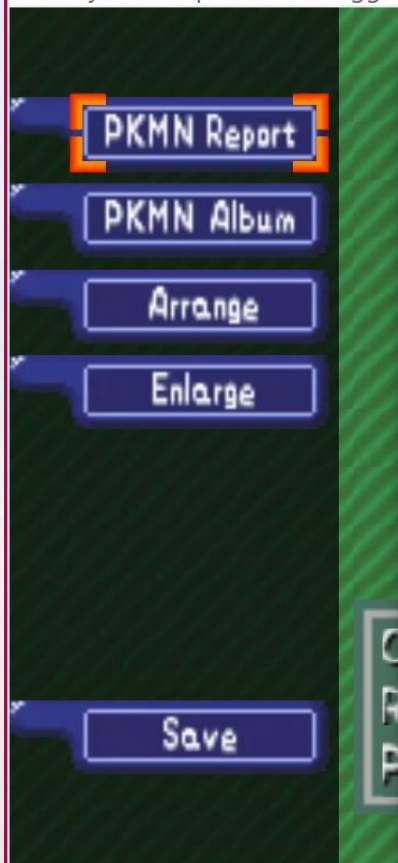 PKMN Report
PKMN Album
Arrange
Enlarge
Save
R
P